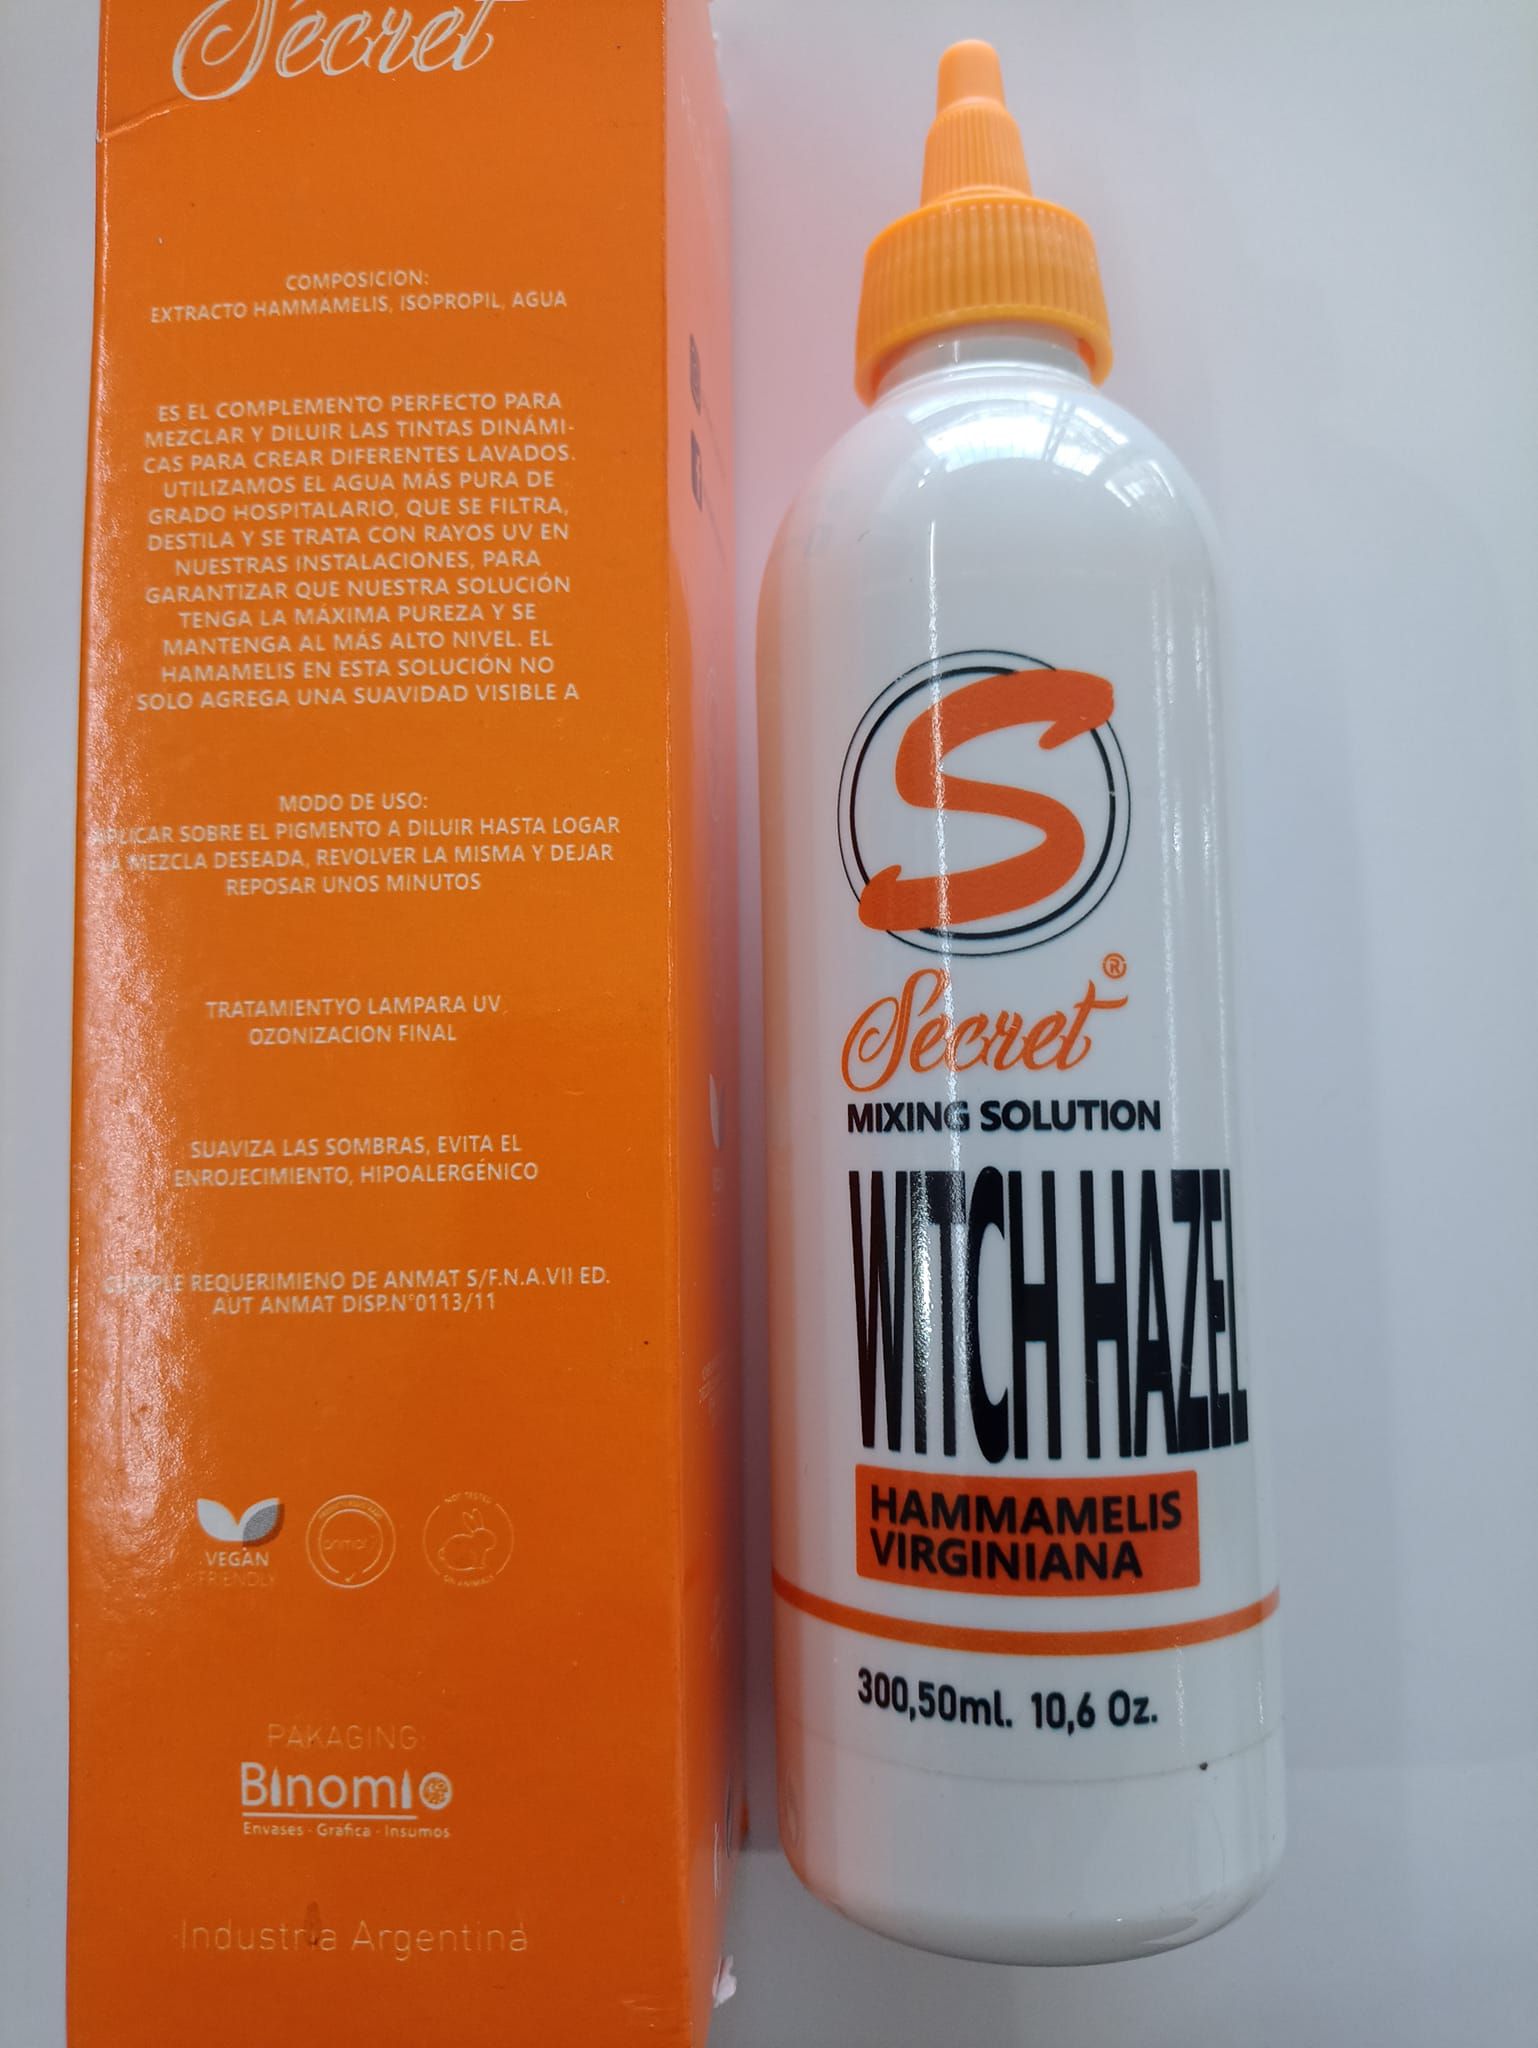 Secret
COMPOSICION:
EXTRACTO HAMMAMELIS, ISOPROPIL, AGUA
ES EL COMPLEMENTO PERFECTO PARA
MEZCLAR Y DILUIR LAS TINTAS DINÁMI-
CAS PARA CREAR DIFERENTES LAVADOS.
UTILIZAMOS EL AGUA MÁS PURA DE
GRADO HOSPITALARIO, QUE SE FILTRA,
DESTILA Y SE TRATA CON RAYOS UV EN
NUESTRAS INSTALACIONES, PARA
GARANTIZAR QUE NUESTRA SOLUCIÓN
TENGA LA MÁXIMA PUREZA Y SE
MANTENGA AL MÁS ALTO NIVEL. EL
HAMAMELIS EN ESTA SOLUCIÓN NO
SOLO AGREGA UNA SUAVIDAD VISIBLE A
MODO DE USO:
APLICAR SOBRE EL PIGMENTO A DILUIR HASTA LOGAR
LA MEZCLA DESEADA, REVOLVER LA MISMA Y DEJAR
REPOSAR UNOS MINUTOS
TRATAMIENTYO LAMPARA UV
OZONIZACION FINAL
SUAVIZA LAS SOMBRAS, EVITA EL
ENROJECIMIENTO, HIPOALERGÉNICO
CUMPLE REQUERIMIENO DE ANMAT S/F.N.A.VII ED.
AUT ANMAT DISP.N°0113/11
VEGAN
FRIENDLY
anmat
NOT TESTED
ON ANIMALS
PAKAGING:
Binomio
Envases - Gráfica - Insumos
Industria Argentina
S
Secret®
MIXING SOLUTION
WITCH HAZEL
HAMMAMELIS
VIRGINIANA
300,50ml. 10,6 Oz.